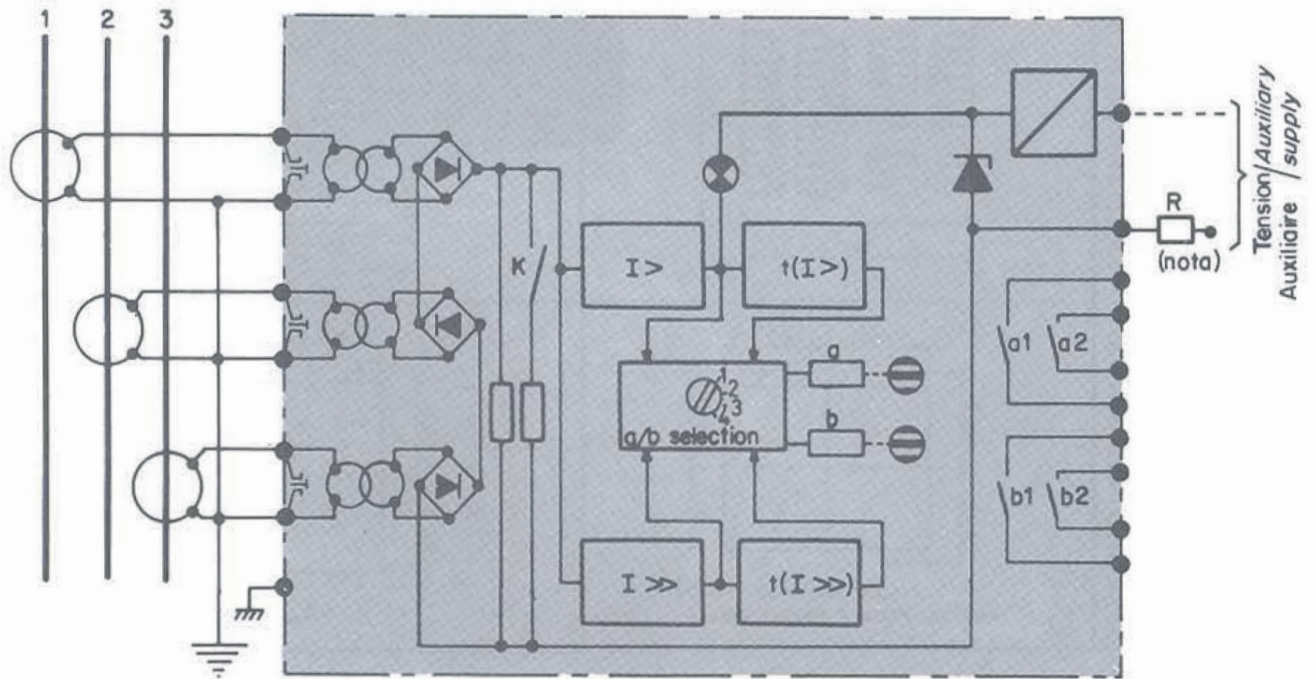 1 2 3
Tension/Auxiliary
Auxiliaire / supply
R
(nota)
K
I>
t(I>)
a1
a2
1
2
3
4
a/b selection
a
b
b1
b2
I>>
t(I>>)